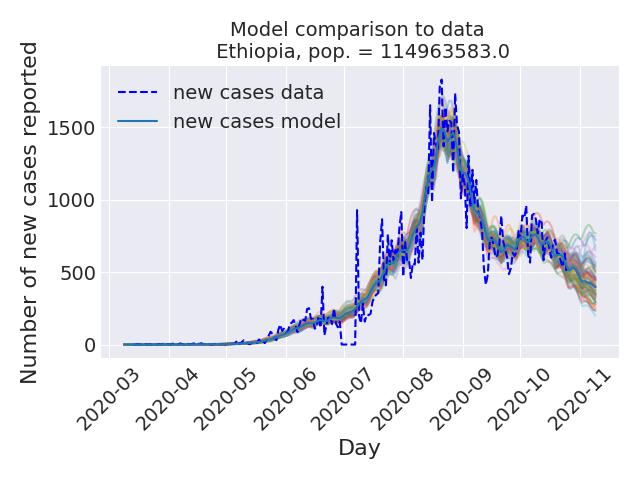 Model comparison to data
Ethiopia, pop. = 114963583.0
new cases data
new cases model
Number of new cases reported
1500
1000
500
0
2020-03
2020-04
2020-05
2020-06
2020-07
2020-08
2020-09
2020-10
2020-11
Day